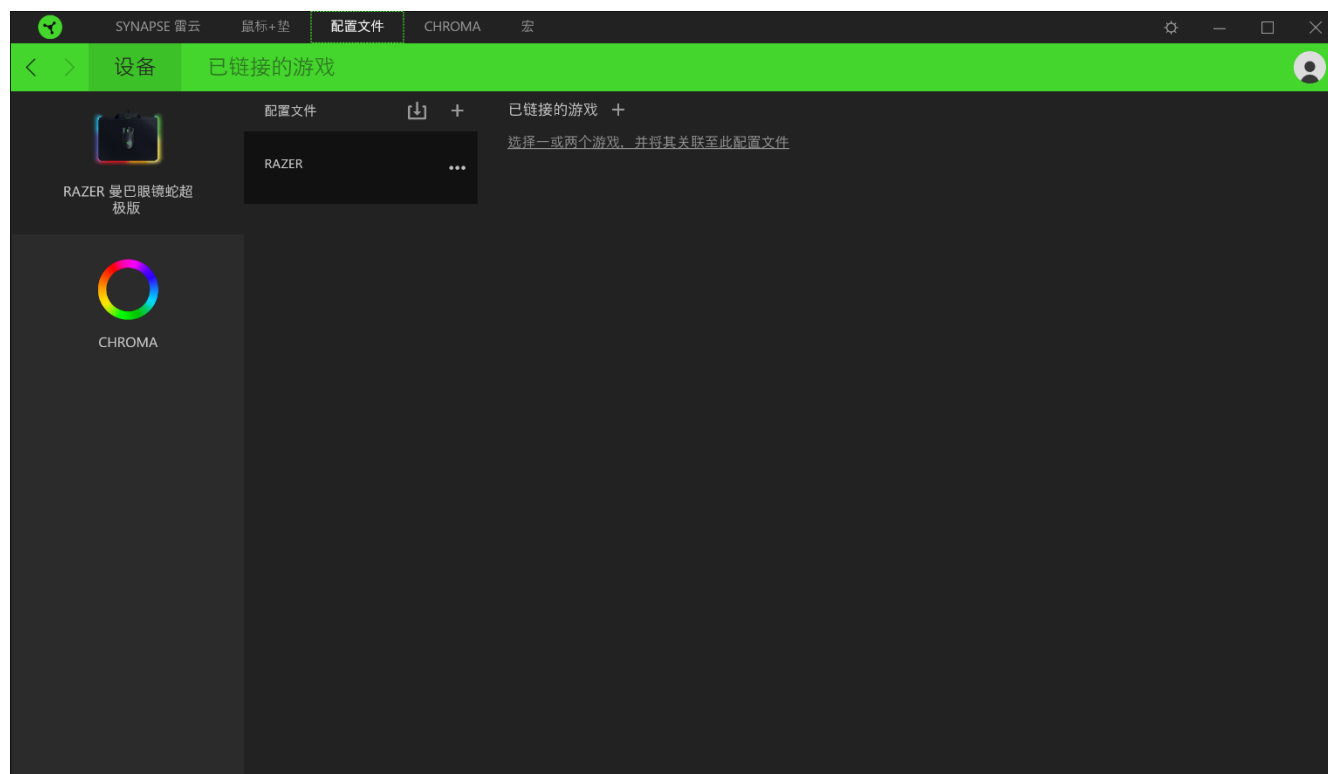 SYNAPSE 雷云 鼠标+垫 配置文件 CHROMA 宏
设备 已链接的游戏
配置文件 已链接的游戏
选择一或两个游戏，并将其关联至此配置文件
RAZER
RAZER 曼巴眼镜蛇超
极版
CHROMA